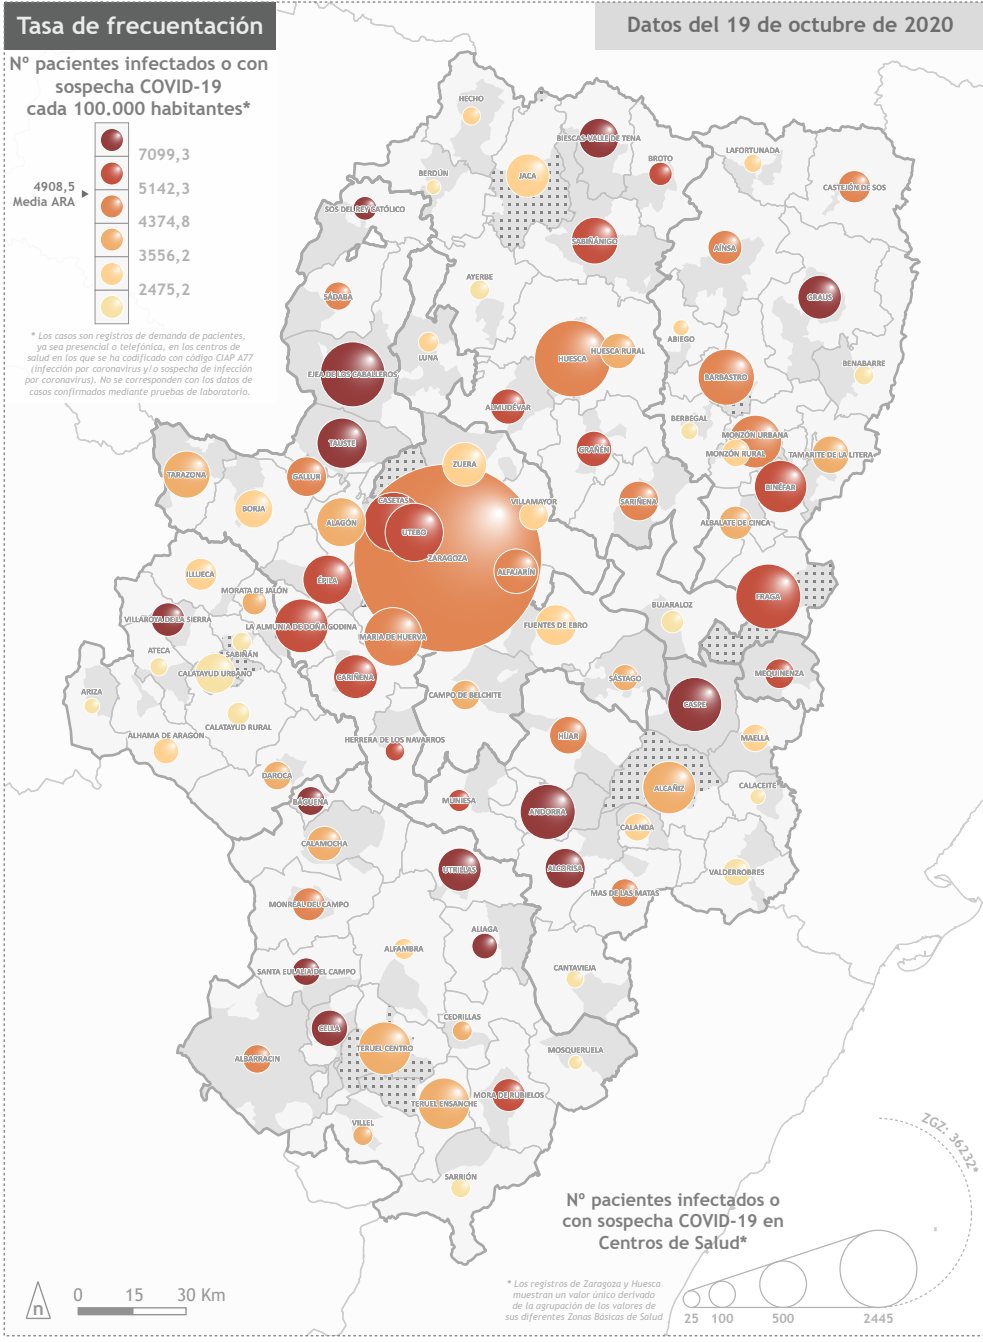 Tasa de frecuentación
Datos del 19 de octubre de 2020
Nº pacientes infectados o con
sospecha COVID-19
cada 100.000 habitantes*
7099,3
5142,3
4908,5
Media ARA
4374,8
3556,2
2475,2
* Los casos son registros de demanda de pacientes,
ya sea presencial o telefónica, en los centros de
salud en los que se ha codificado con código CIAP A77
(infección por coronavirus y/o sospecha de infección
por coronavirus). No se corresponden con los datos de
casos confirmados mediante pruebas de laboratorio.
HECHO
BIESCAS-VALLE DE TENA
LAFORTUNADA
BROTO
BERDÚN
JACA
CASTEJÓN DE SOS
SOS DEL REY CATÓLICO
SABIÑÁNIGO
AÍNSA
AYERBE
SÁDABA
GRAUS
ABIEGO
LUNA
HUESCA
HUESCA RURAL
BENABARRE
EJEA DE LOS CABALLEROS
BARBASTRO
ALMUDÉVAR
BERBEGAL
MONZÓN URBANA
TAUSTE
GRAÑÉN
MONZÓN RURAL
TAMARITE DE LA LITERA
ZUERA
TARAZONA
GALLUR
BINÉFAR
CASETAS
VILLAMAYOR
SARIÑENA
BORJA
ALAGÓN
ALBALATE DE CINCA
UTEBO
ZARAGOZA
ALFAJARÍN
ILLUECA
ÉPILA
MORATA DE JALÓN
FRAGA
BUJARALOZ
VILLAROYA DE LA SIERRA
LA ALMUNIA DE DOÑA GODINA
FUENTES DE EBRO
MARIA DE HUERVA
ATECA
SABIÑÁN
CALATAYUD URBANO
CARIÑENA
SÁSTAGO
MEQUINENZA
ARIZA
CAMPO DE BELCHITE
CASPE
CALATAYUD RURAL
ALHAMA DE ARAGÓN
HERRERA DE LOS NAVARROS
HÍJAR
MAELLA
DAROCA
CALACEITE
ALCAÑIZ
BÁGUENA
MUNIESA
ANDORRA
CALANDA
CALAMOCHA
UTRILLAS
ALCORISA
VALDERROBRES
MAS DE LAS MATAS
MONREAL DEL CAMPO
ALIAGA
ALFAMBRA
SANTA EULALIA DEL CAMPO
CANTAVIEJA
CEDRILLAS
CELLA
TERUEL CENTRO
MOSQUERUELA
ALBARRACIN
MORA DE RUBIELOS
TERUEL ENSANCHE
VILLEL
SARRIÓN
ZGZ: 36232*
Nº pacientes infectados o
con sospecha COVID-19 en
Centros de Salud*
* Los registros de Zaragoza y Huesca
muestran un valor único derivado
de la agrupación de los valores de
sus diferentes Zonas Básicas de Salud
25 100 500 2445
n
0 15 30 Km